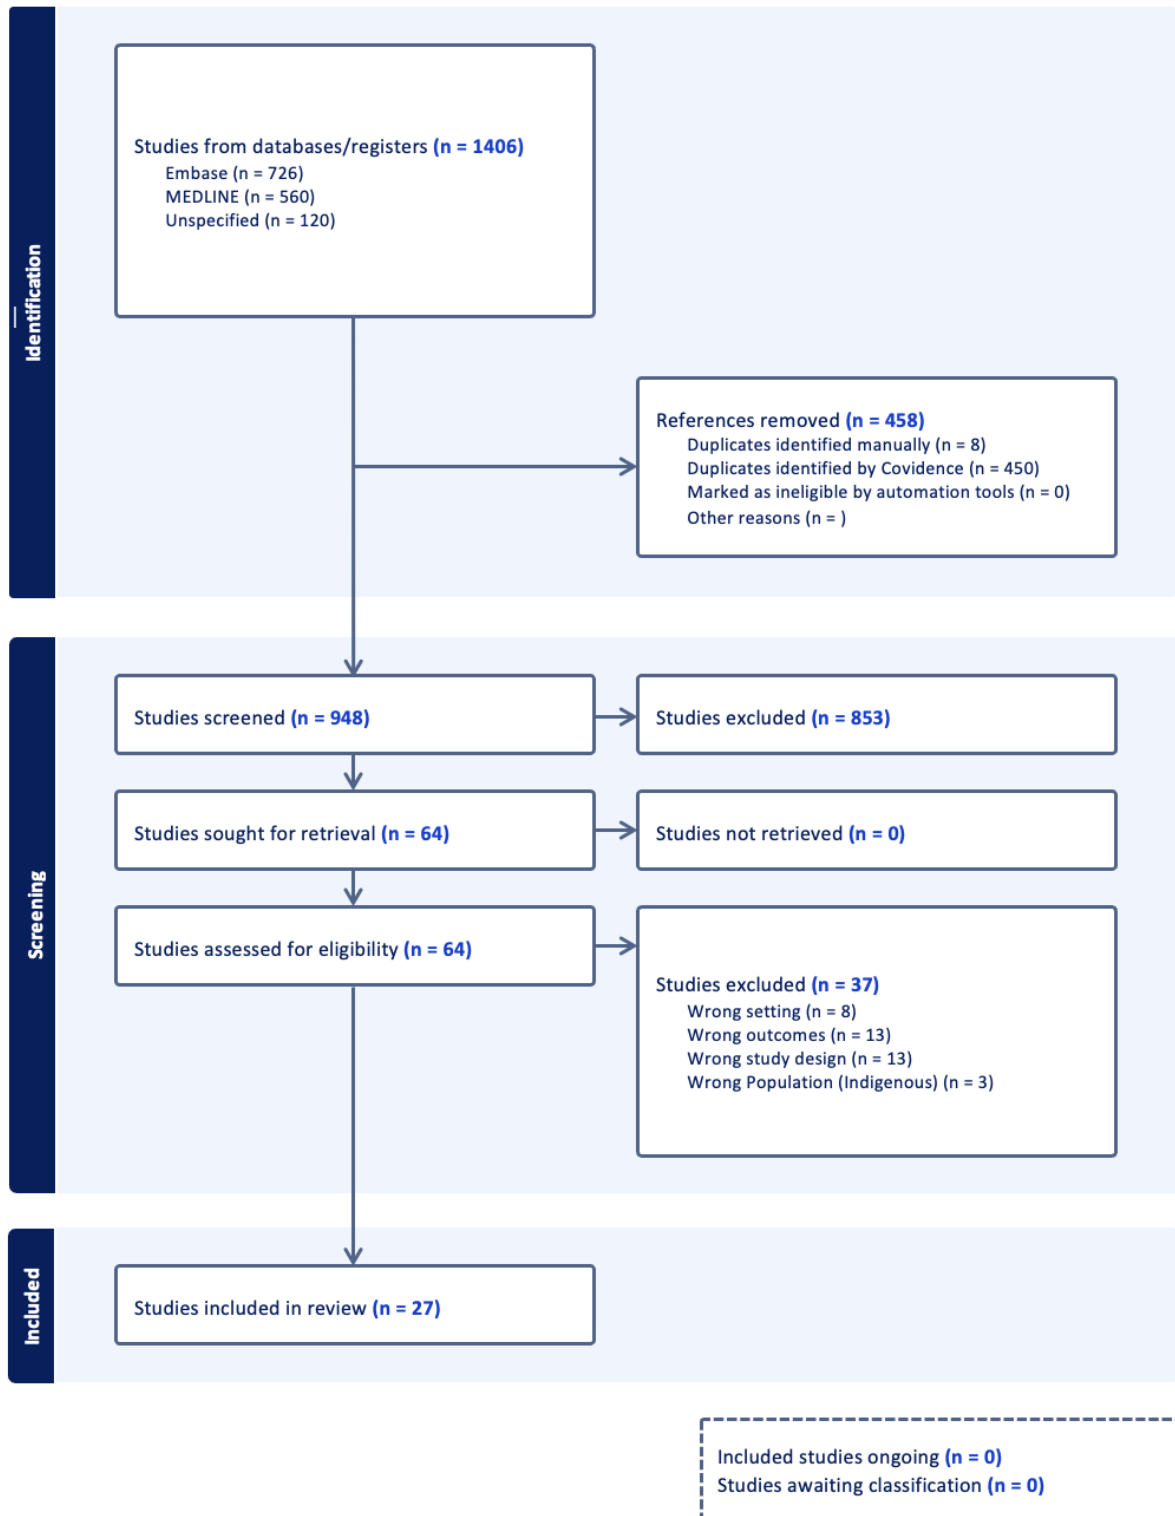 Identification
Studies from databases/registers (n = 1406)
Embase (n = 726)
MEDLINE (n = 560)
Unspecified (n = 120)
References removed (n = 458)
Duplicates identified manually (n = 8)
Duplicates identified by Covidence (n = 450)
Marked as ineligible by automation tools (n = 0)
Other reasons (n = )
Screening
Studies screened (n = 948)
Studies excluded (n = 853)
Studies sought for retrieval (n = 64)
Studies not retrieved (n = 0)
Studies assessed for eligibility (n = 64)
Studies excluded (n = 37)
Wrong setting (n = 8)
Wrong outcomes (n = 13)
Wrong study design (n = 13)
Wrong Population (Indigenous) (n = 3)
Included
Studies included in review (n = 27)
Included studies ongoing (n = 0)
Studies awaiting classification (n = 0)